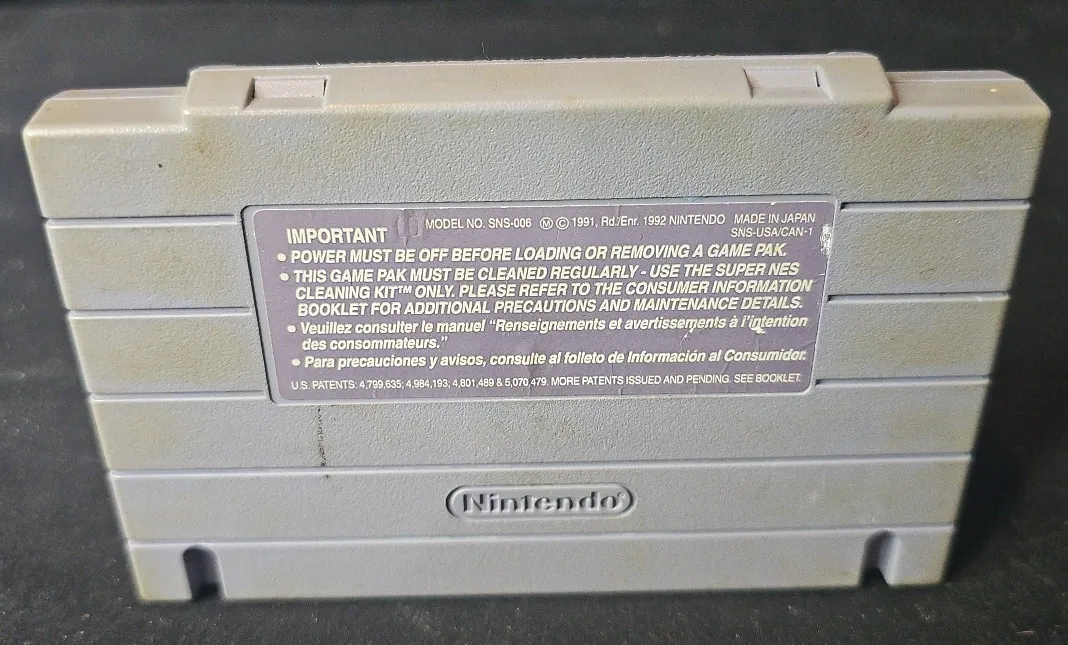 MODEL NO. SNS-006 Ⓜ © 1991, Rd./Enr. 1992 NINTENDO MADE IN JAPAN
SNS-USA/CAN-1
IMPORTANT
• POWER MUST BE OFF BEFORE LOADING OR REMOVING A GAME PAK.
• THIS GAME PAK MUST BE CLEANED REGULARLY - USE THE SUPER NES
CLEANING KIT™ ONLY. PLEASE REFER TO THE CONSUMER INFORMATION
BOOKLET FOR ADDITIONAL PRECAUTIONS AND MAINTENANCE DETAILS.
• Veuillez consulter le manuel "Renseignements et avertissements à l'intention
des consommateurs."
• Para precauciones y avisos, consulte al folleto de Información al Consumidor.
U.S. PATENTS: 4,799,635; 4,984,193; 4,801,489 & 5,070,479. MORE PATENTS ISSUED AND PENDING. SEE BOOKLET.
Nintendo®